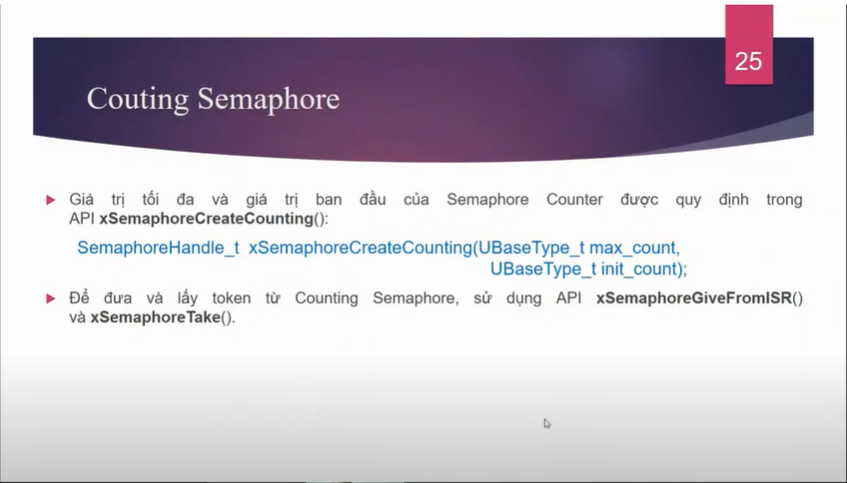 25
Couting Semaphore
Giá trị tối đa và giá trị ban đầu của Semaphore Counter được quy định trong
API xSemaphoreCreateCounting():
SemaphoreHandle_t xSemaphoreCreateCounting(UBaseType_t max_count,
UBaseType_t init_count);
Để đưa và lấy token từ Counting Semaphore, sử dụng API xSemaphoreGiveFromISR()
và xSemaphoreTake().